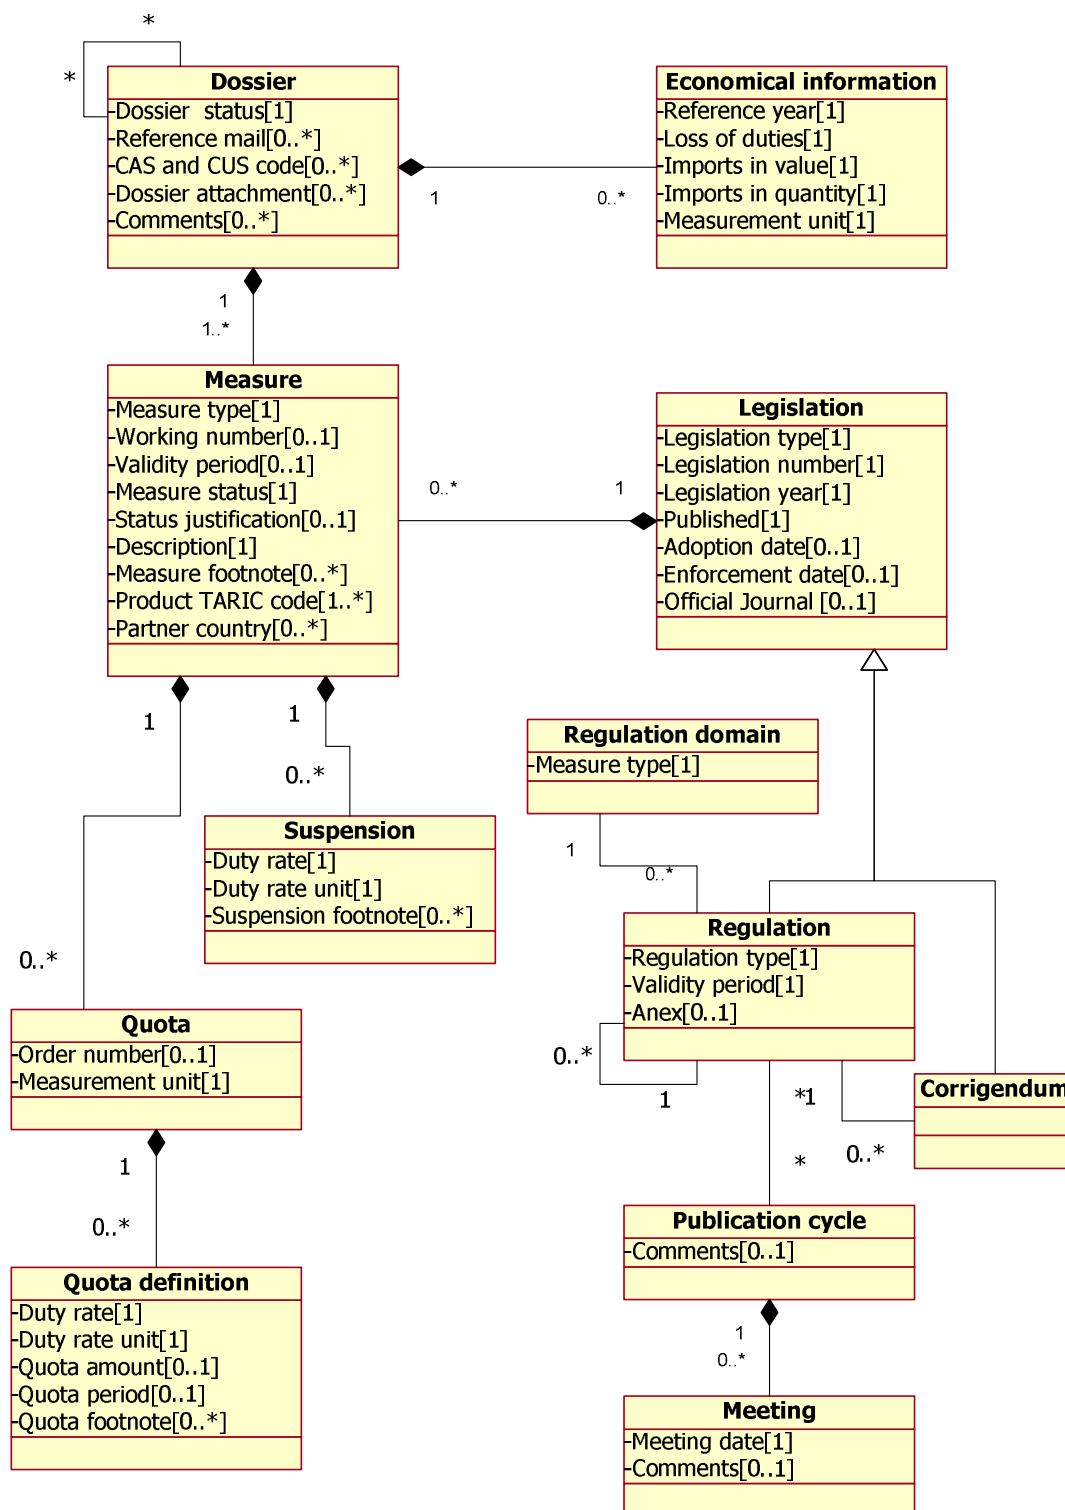 *
*
Dossier
-Dossier  status[1]
-Reference mail[0..*]
-CAS and CUS code[0..*]
-Dossier attachment[0..*]
-Comments[0..*]
1
0..*
Economical information
-Reference year[1]
-Loss of duties[1]
-Imports in value[1]
-Imports in quantity[1]
-Measurement unit[1]
1
1..*
Measure
-Measure type[1]
-Working number[0..1]
-Validity period[0..1]
-Measure status[1]
-Status justification[0..1]
-Description[1]
-Measure footnote[0..*]
-Product TARIC code[1..*]
-Partner country[0..*]
0..*
1
Legislation
-Legislation type[1]
-Legislation number[1]
-Legislation year[1]
-Published[1]
-Adoption date[0..1]
-Enforcement date[0..1]
-Official Journal [0..1]
1
1
0..*
Suspension
-Duty rate[1]
-Duty rate unit[1]
-Suspension footnote[0..*]
0..*
Quota
-Order number[0..1]
-Measurement unit[1]
1
0..*
Quota definition
-Duty rate[1]
-Duty rate unit[1]
-Quota amount[0..1]
-Quota period[0..1]
-Quota footnote[0..*]
Regulation domain
-Measure type[1]
1
0..*
Regulation
-Regulation type[1]
-Validity period[1]
-Anex[0..1]
0..*
1
*
1
Corrigendum
0..*
*
Publication cycle
-Comments[0..1]
1
0..*
Meeting
-Meeting date[1]
-Comments[0..1]